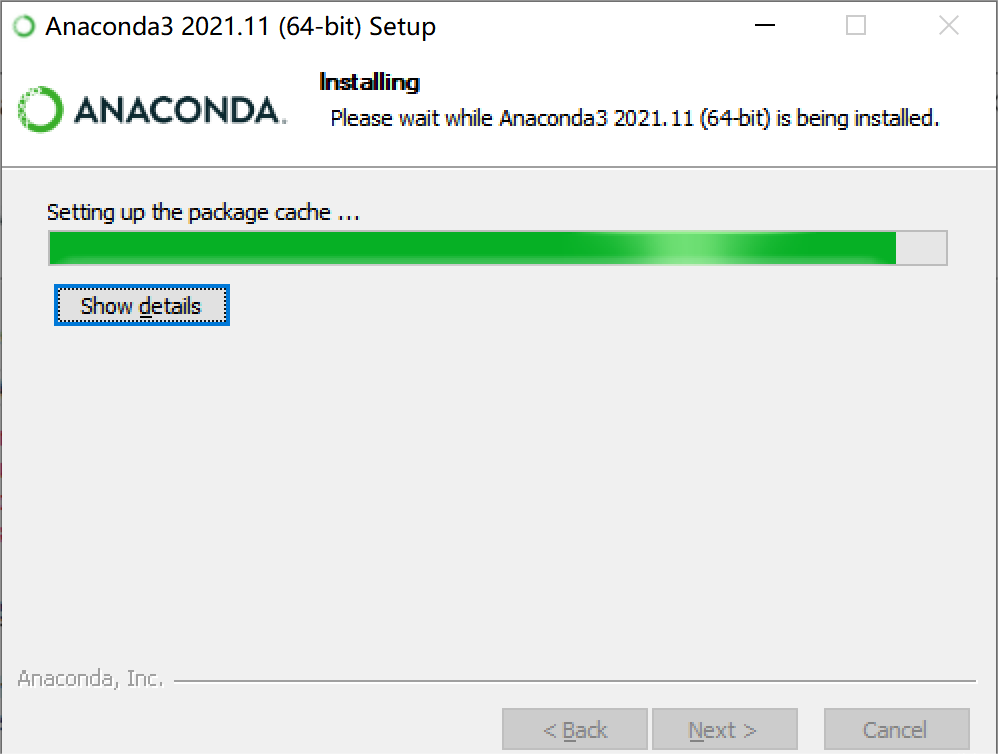 Anaconda3 2021.11 (64-bit) Setup
ANACONDA.
Installing
Please wait while Anaconda3 2021.11 (64-bit) is being installed.
Setting up the package cache ...
Show details
Anaconda, Inc.
< Back Next > Cancel